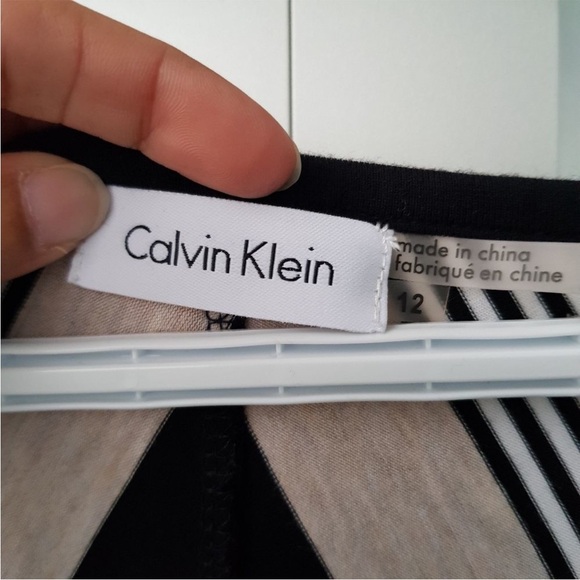 Calvin Klein
made in china
fabriqué en chine
12